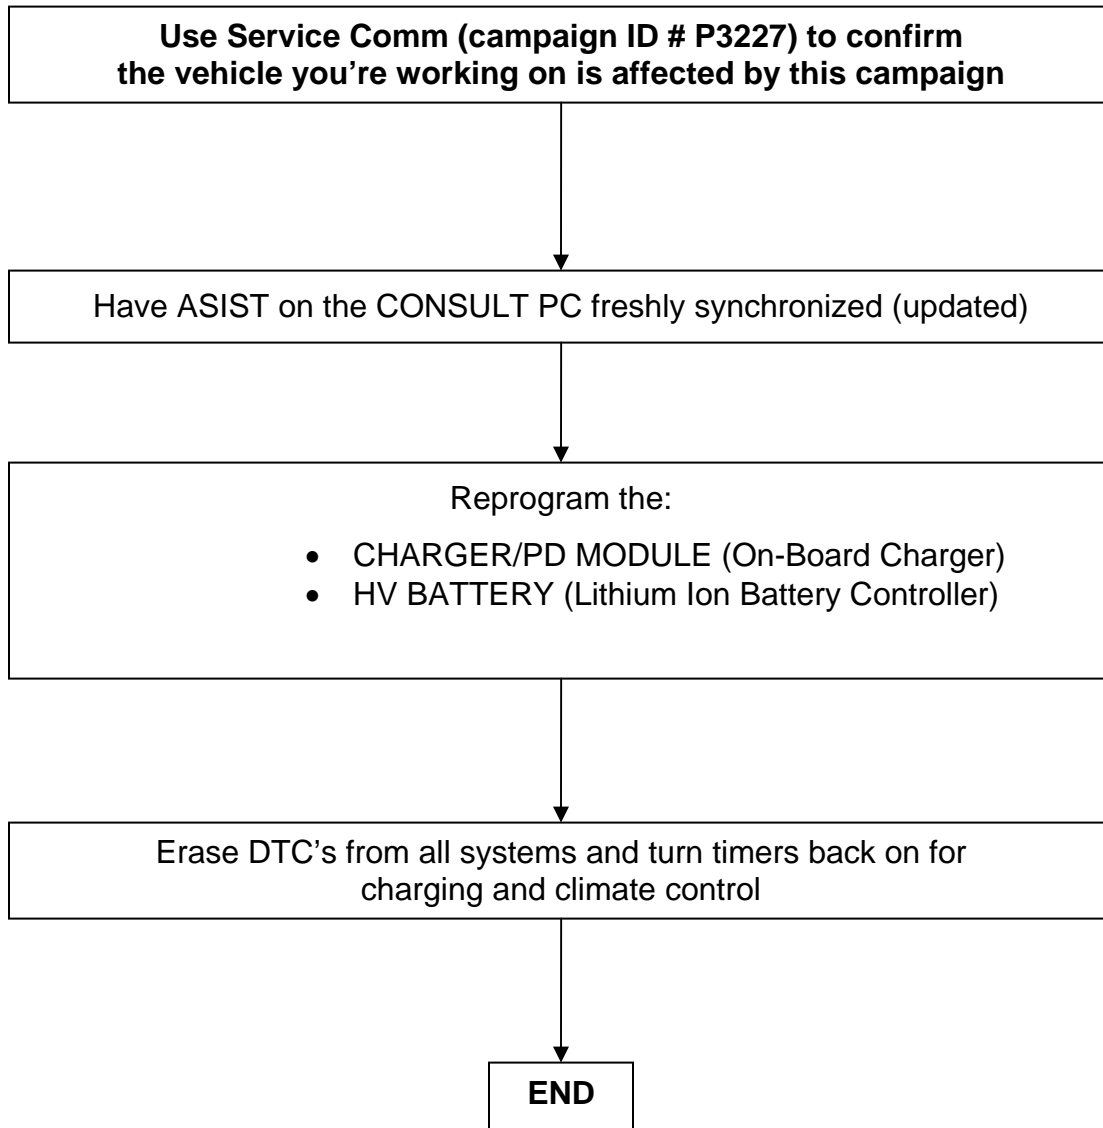 Use Service Comm (campaign ID # P3227) to confirm
the vehicle you’re working on is affected by this campaign
Have ASIST on the CONSULT PC freshly synchronized (updated)
Reprogram the:
• CHARGER/PD MODULE (On-Board Charger)
• HV BATTERY (Lithium Ion Battery Controller)
Erase DTC’s from all systems and turn timers back on for
charging and climate control
END